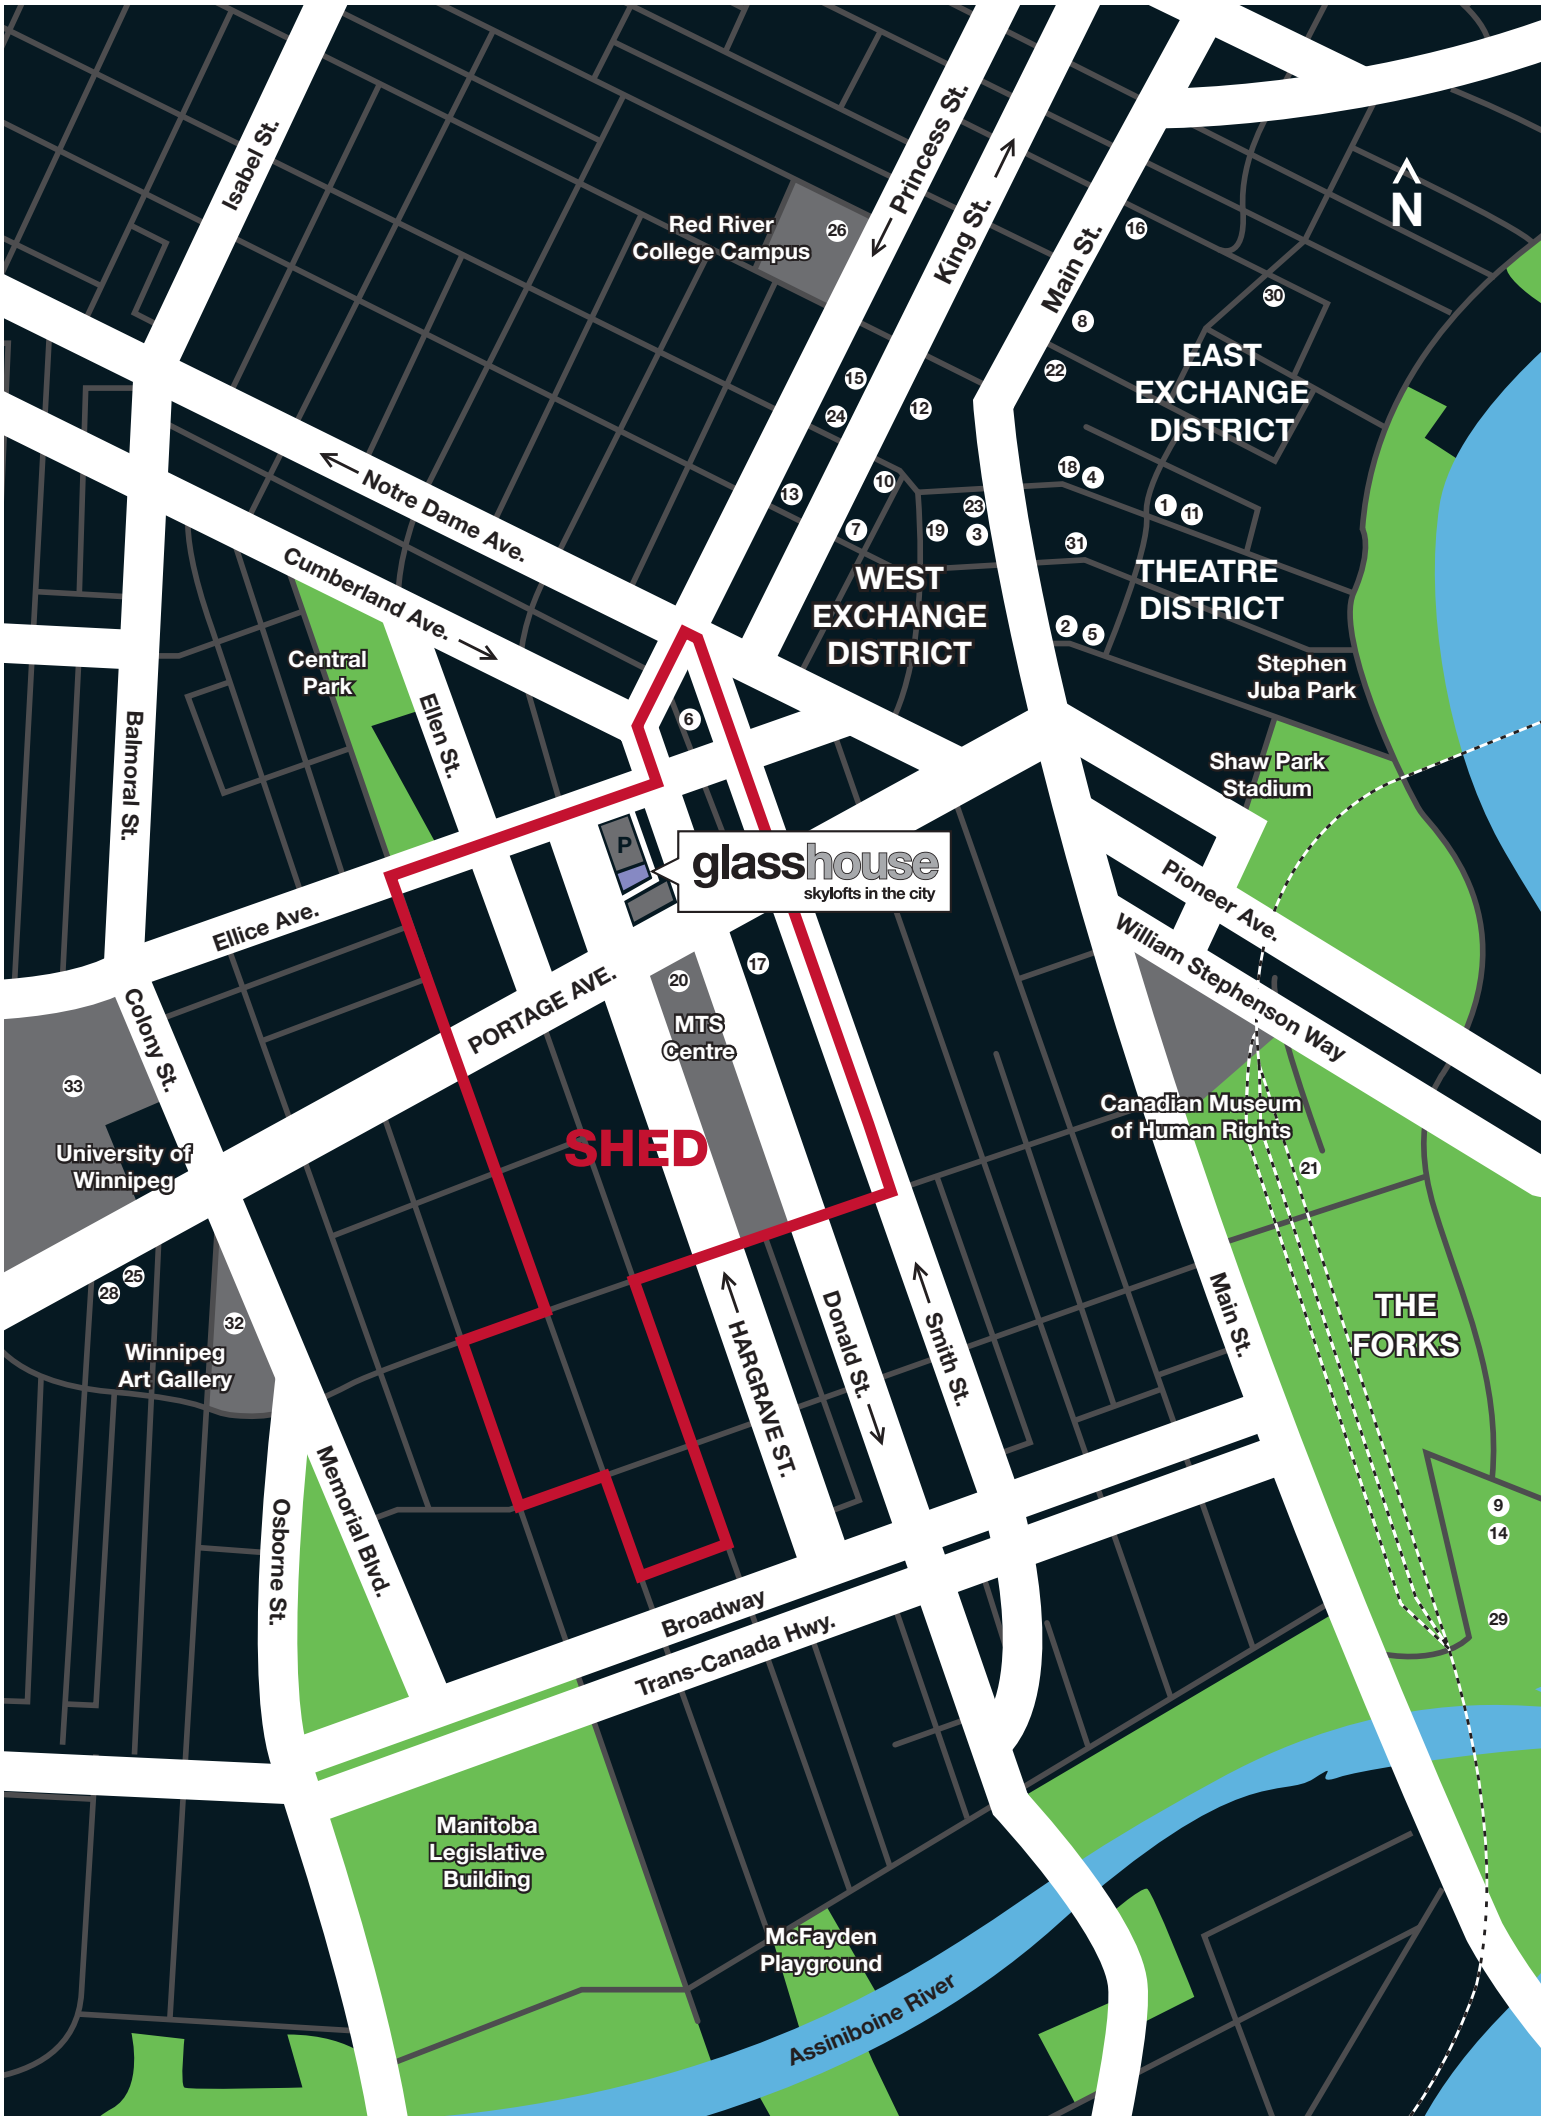 Isabel St.
← Princess St.
King St. →
Main St.
N
16
Red River
College Campus
26
30
8
22
EAST
EXCHANGE
DISTRICT
15
24
12
← Notre Dame Ave.
13
10
18
4
23
1
11
7
19
3
31
Cumberland Ave. →
WEST
EXCHANGE
DISTRICT
THEATRE
DISTRICT
2
5
Central
Park
Stephen
Juba Park
Ellen St.
6
Balmoral St.
Shaw Park
Stadium
P
glasshouse
skylofts in the city
Pioneer Ave.
Ellice Ave.
William Stephenson Way
PORTAGE AVE.
17
20
MTS
Centre
Colony St.
33
University of
Winnipeg
SHED
Canadian Museum
of Human Rights
21
25
28
32
Winnipeg
Art Gallery
← HARGRAVE ST.
Donald St. →
← Smith St.
Main St.
THE
FORKS
Memorial Blvd.
Osborne St.
9
14
29
Broadway
Trans-Canada Hwy.
Manitoba
Legislative
Building
McFayden
Playground
Assiniboine River